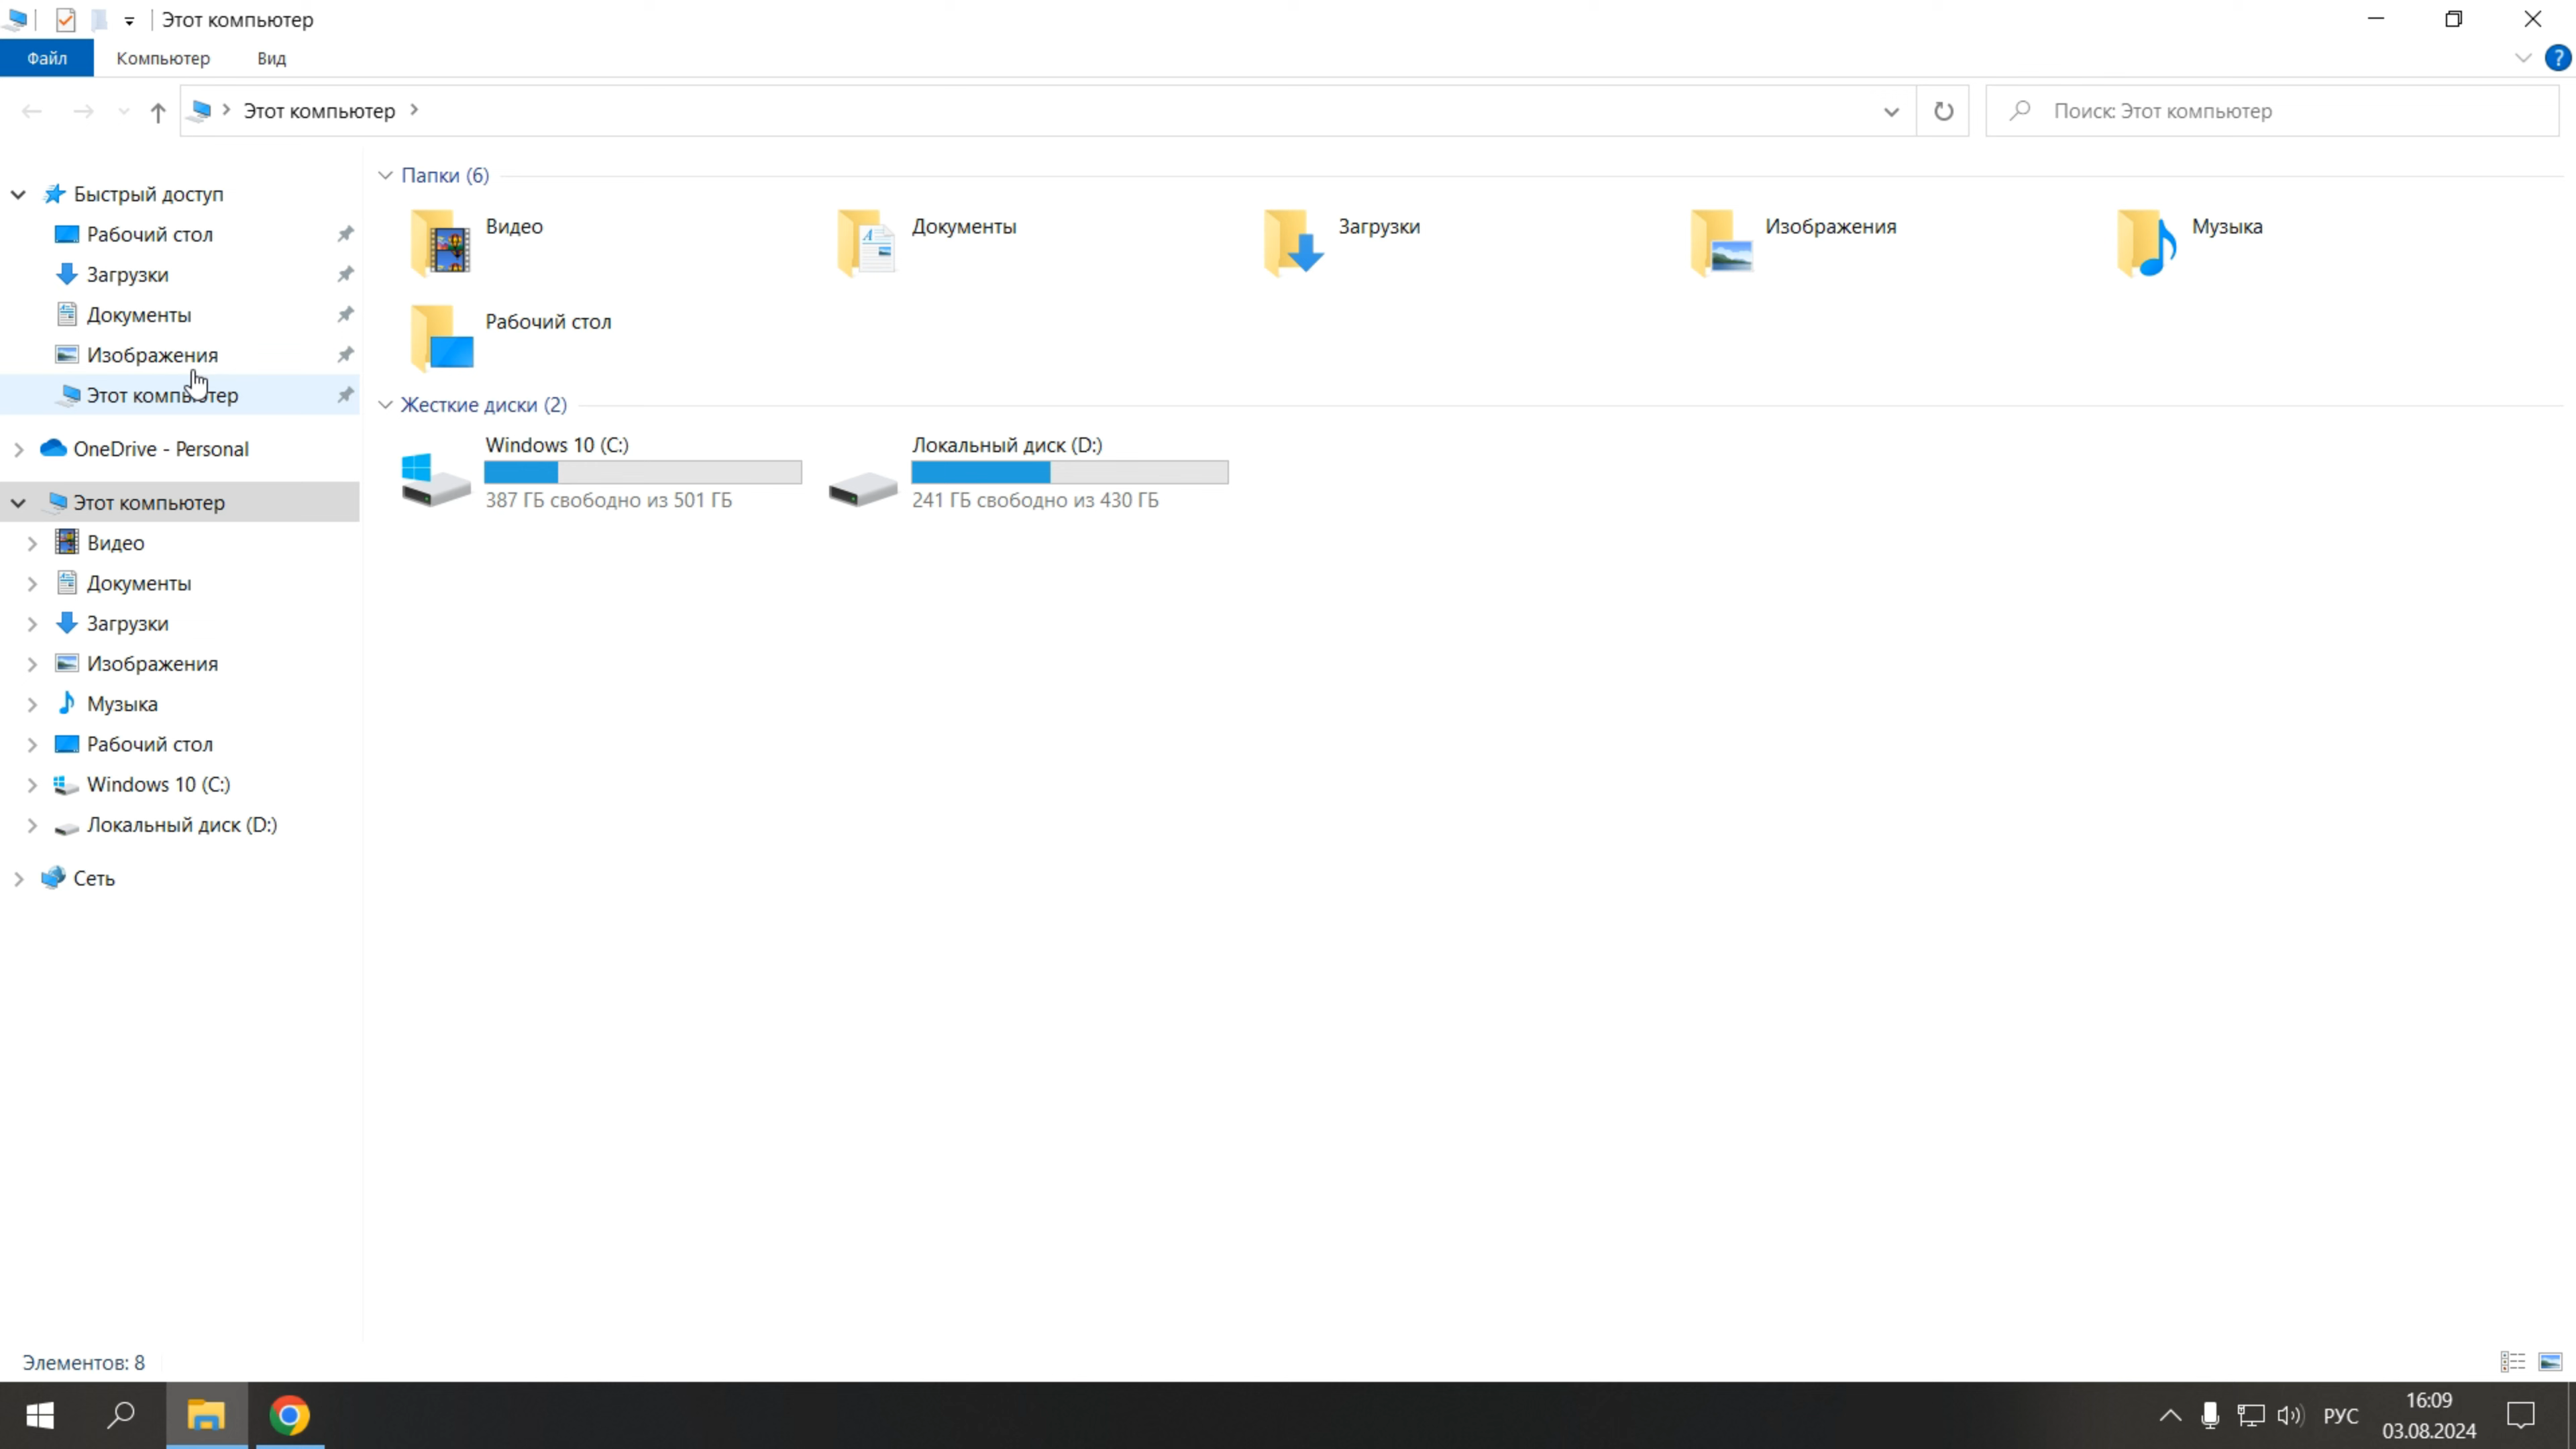 Этот компьютер
Файл
Компьютер
Вид
Этот компьютер
Поиск: Этот компьютер
Быстрый доступ
Рабочий стол
Загрузки
Документы
Изображения
Этот компьютер
OneDrive - Personal
Этот компьютер
Видео
Документы
Загрузки
Изображения
Музыка
Рабочий стол
Windows 10 (C:)
Локальный диск (D:)
Сеть
Папки (6)
Видео
Документы
Загрузки
Изображения
Музыка
Рабочий стол
Жесткие диски (2)
Windows 10 (C:)
387 ГБ свободно из 501 ГБ
Локальный диск (D:)
241 ГБ свободно из 430 ГБ
Элементов: 8
РУС
16:09
03.08.2024